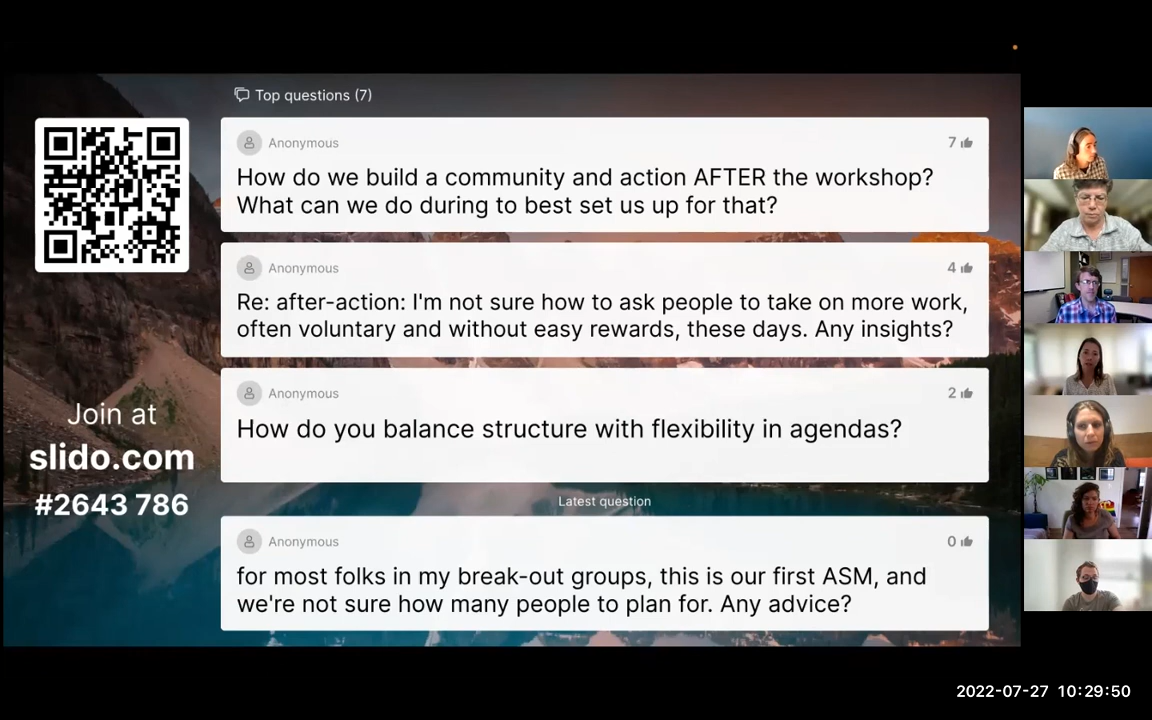 Top questions (7)
Anonymous
7
How do we build a community and action AFTER the workshop?
What can we do during to best set us up for that?
Anonymous
4
Re: after-action: I'm not sure how to ask people to take on more work,
often voluntary and without easy rewards, these days. Any insights?
Anonymous
2
How do you balance structure with flexibility in agendas?
Latest question
Anonymous
0
for most folks in my break-out groups, this is our first ASM, and
we're not sure how many people to plan for. Any advice?
Join at
slido.com
#2643 786
2022-07-27 10:29:50